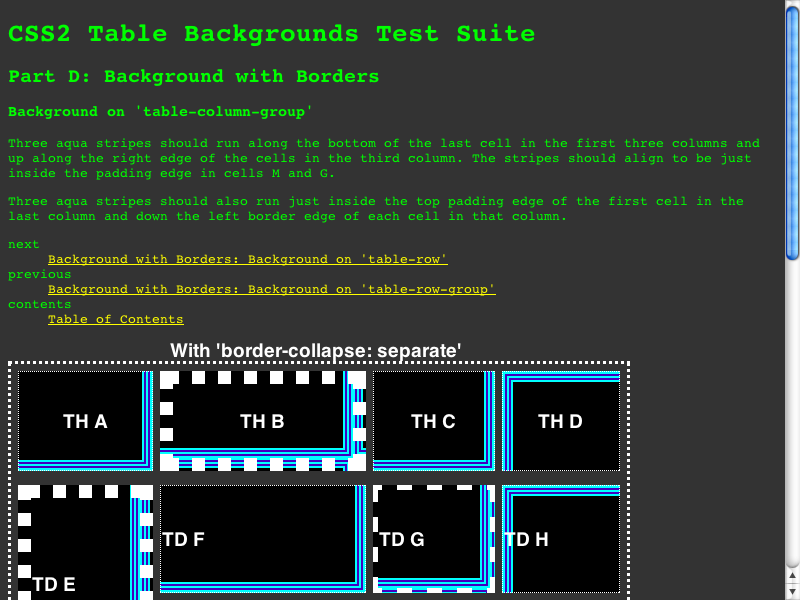 CSS2 Table Backgrounds Test Suite
Part D: Background with Borders
Background on 'table-column-group'
Three aqua stripes should run along the bottom of the last cell in the first three columns and
up along the right edge of the cells in the third column. The stripes should align to be just
inside the padding edge in cells M and G.
Three aqua stripes should also run just inside the top padding edge of the first cell in the
last column and down the left border edge of each cell in that column.
next
Background with Borders: Background on 'table-row'
previous
Background with Borders: Background on 'table-row-group'
contents
Table of Contents
With 'border-collapse: separate'
TH A TH B TH C TH D
TD F TD G TD H
TD E